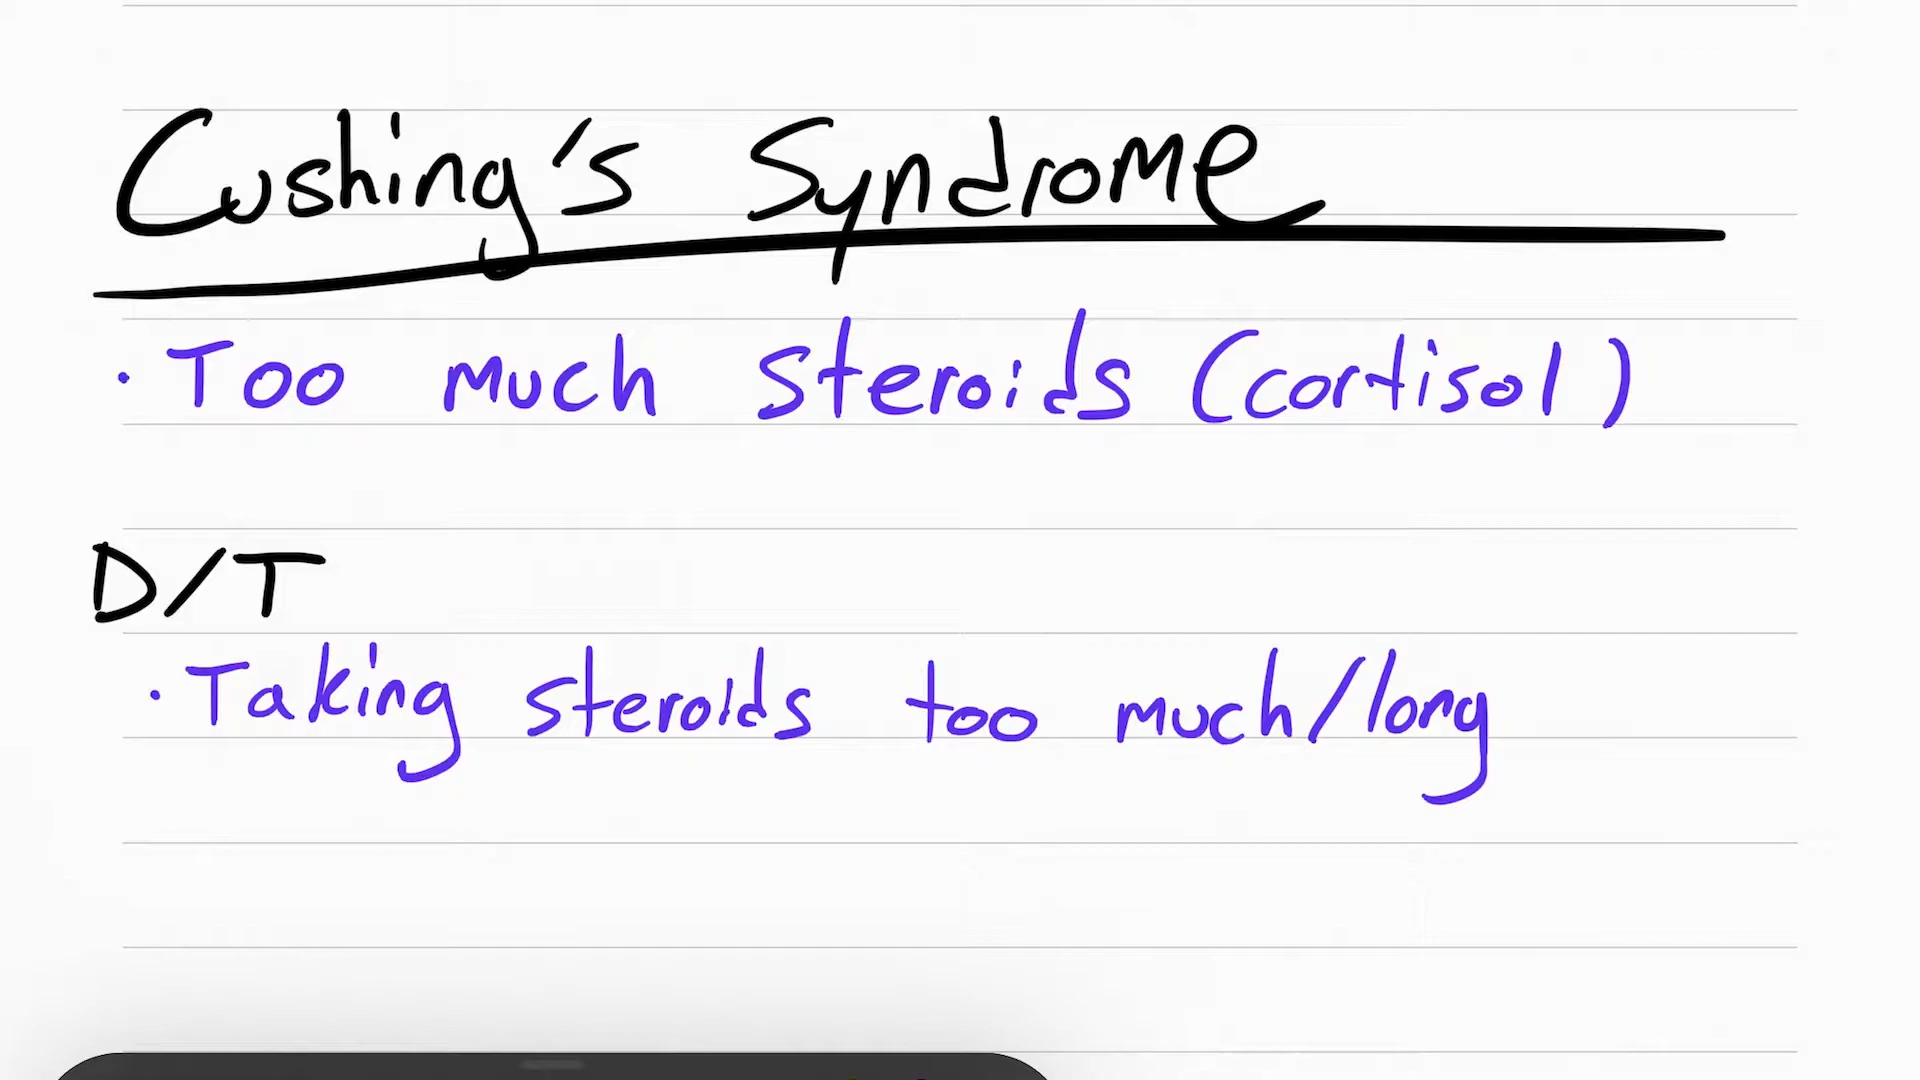 Cushing's Syndrome
· Too much steroids (cortisol)
D/T
· Taking steroids too much/long